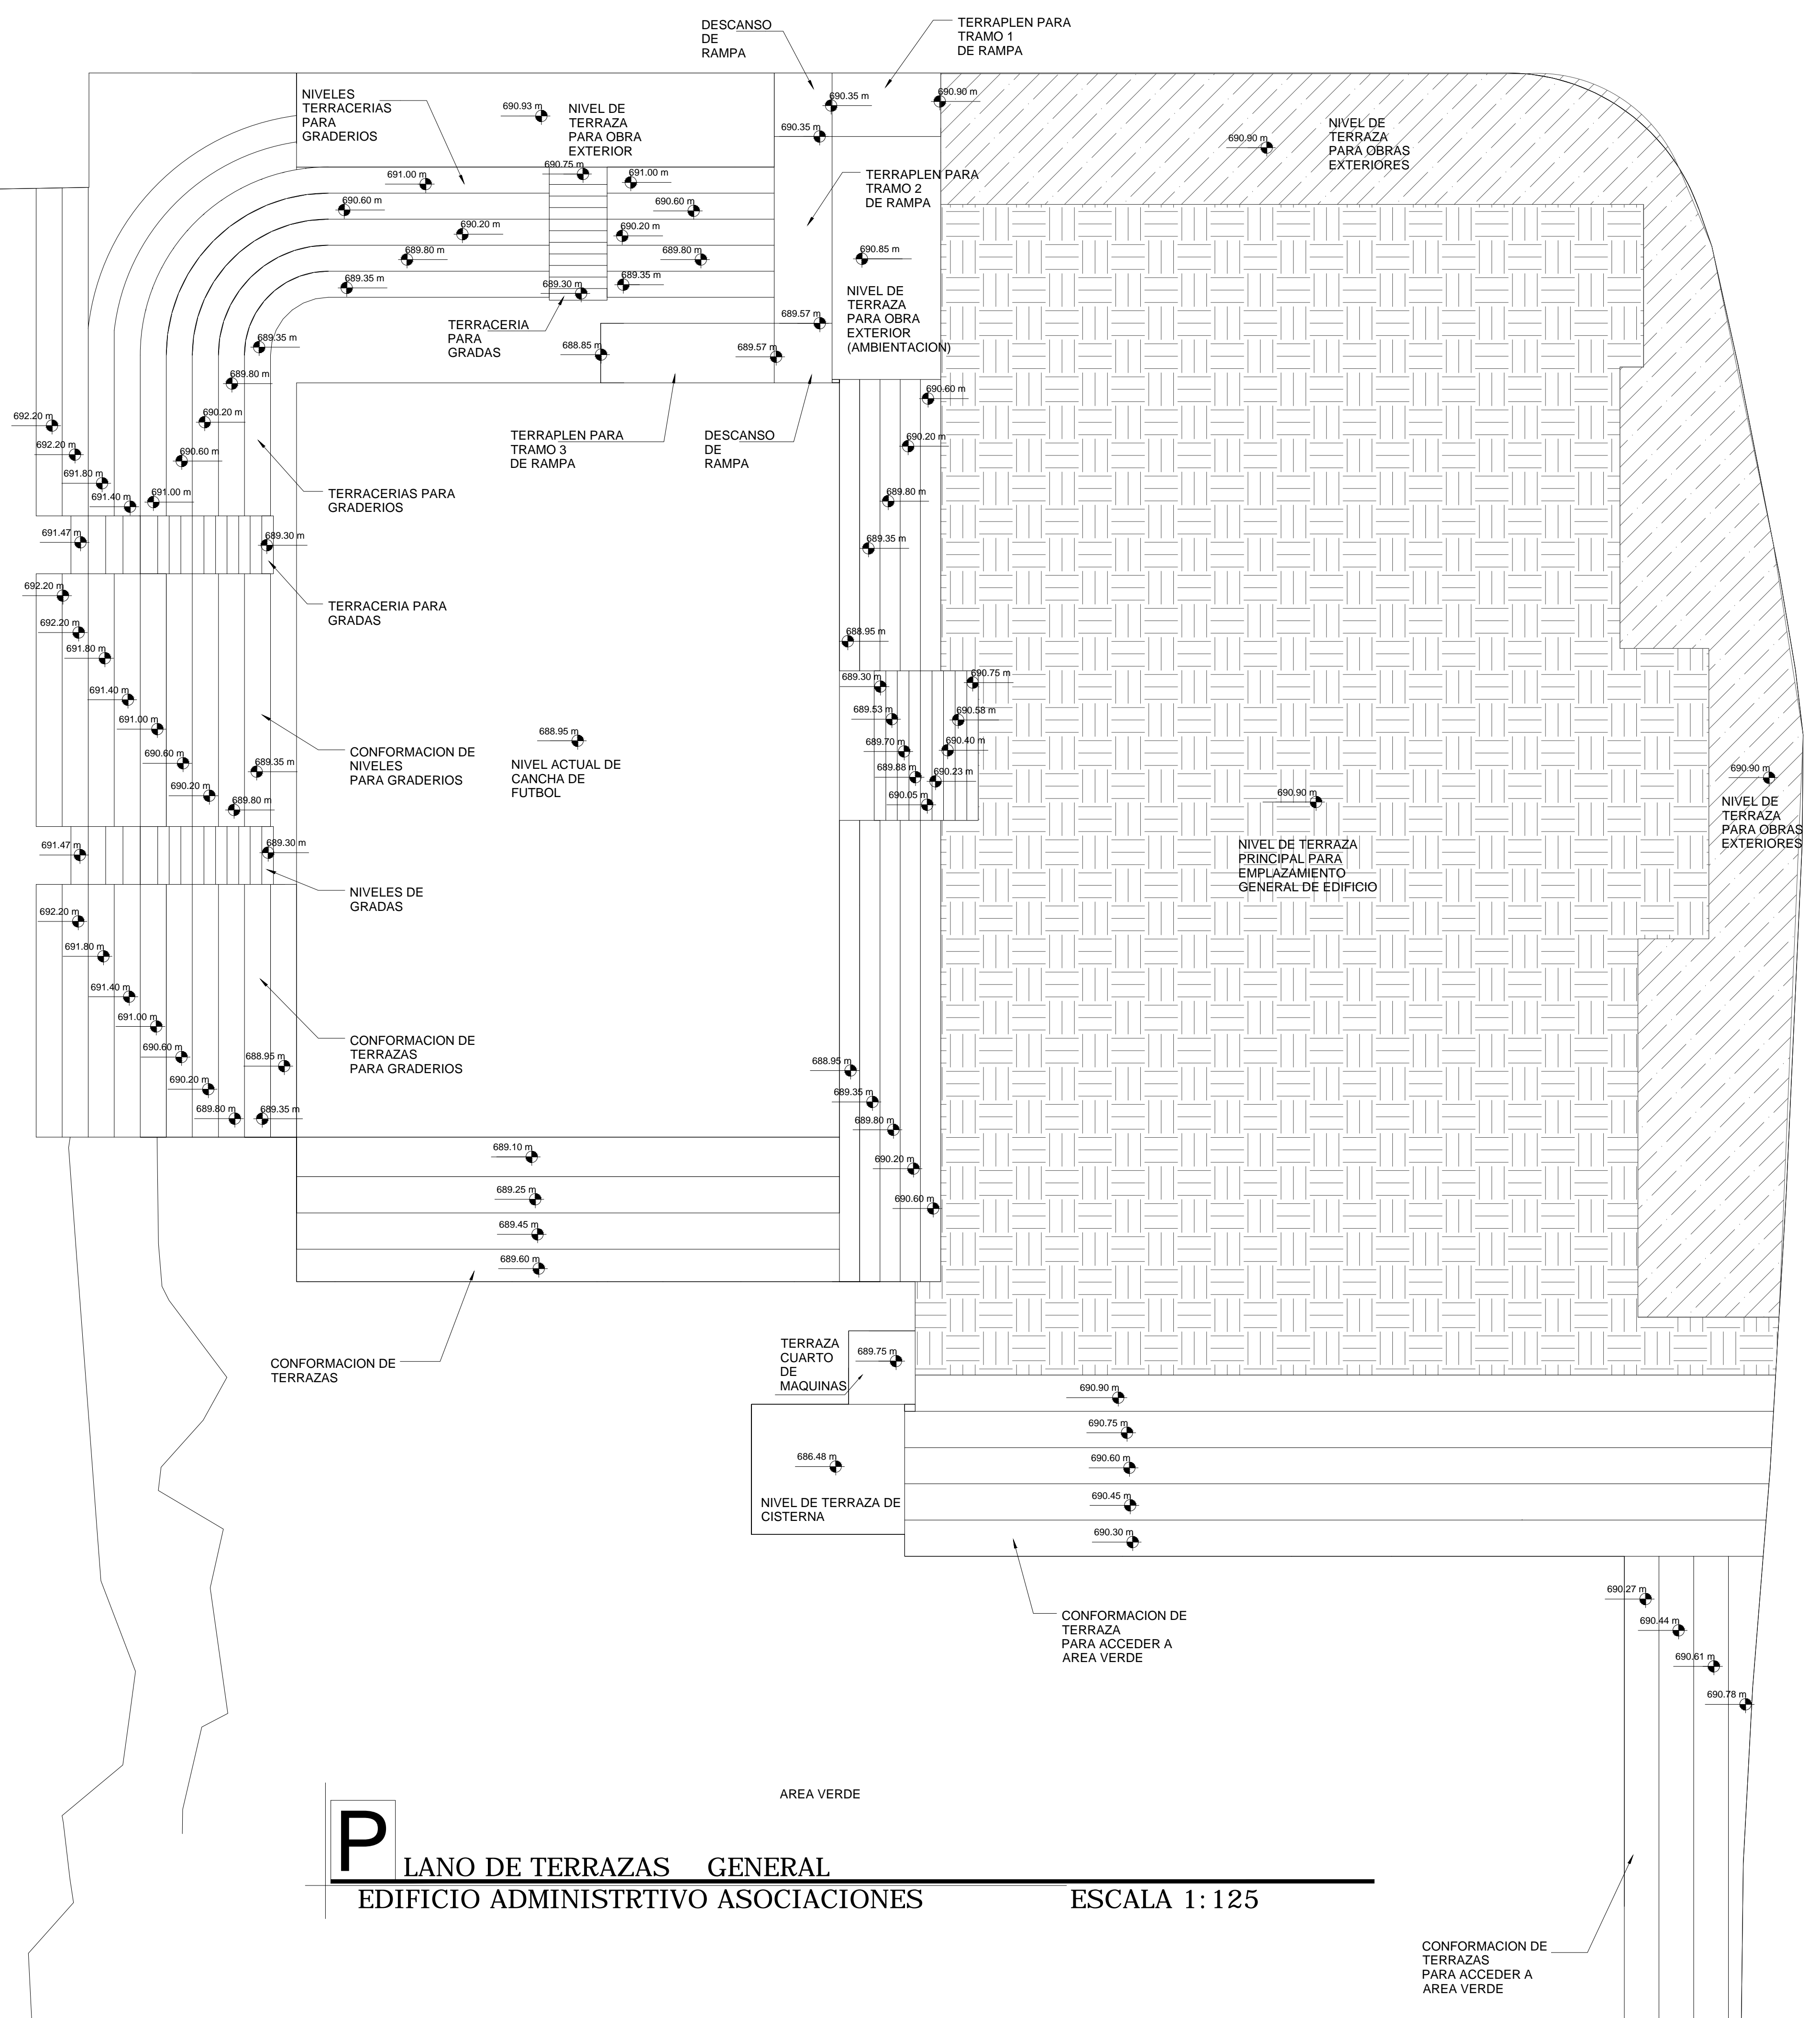 DESCANSO
DE
RAMPA
TERRAPLEN PARA
TRAMO 1
DE RAMPA
NIVELES
TERRACERIAS
PARA
GRADERIOS
690.93 m
NIVEL DE
TERRAZA
PARA OBRA
EXTERIOR
690.35 m
690.90 m
690.35 m
690.90 m
NIVEL DE
TERRAZA
PARA OBRAS
EXTERIORES
690.75 m
691.00 m
691.00 m
TERRAPLEN PARA
TRAMO 2
DE RAMPA
690.60 m
690.60 m
690.20 m
690.20 m
689.80 m
689.80 m
690.85 m
689.35 m
689.30 m
689.35 m
NIVEL DE
TERRAZA
PARA OBRA
EXTERIOR
(AMBIENTACION)
TERRACERIA
PARA
GRADAS
689.57 m
689.35 m
688.85 m
689.57 m
689.80 m
690.60 m
692.20 m
690.20 m
TERRAPLEN PARA
TRAMO 3
DE RAMPA
DESCANSO
DE
RAMPA
690.20 m
692.20 m
690.60 m
691.80 m
691.40 m
691.00 m
TERRACERIAS PARA
GRADERIOS
689.80 m
691.47 m
689.30 m
689.35 m
692.20 m
TERRACERIA PARA
GRADAS
692.20 m
688.95 m
691.80 m
689.30 m
690.75 m
691.40 m
691.00 m
689.53 m
690.58 m
688.95 m
690.60 m
CONFORMACION DE
NIVELES
PARA GRADERIOS
NIVEL ACTUAL DE
CANCHA DE
FUTBOL
689.70 m
690.40 m
689.35 m
689.88 m
690.23 m
690.90 m
690.20 m
689.80 m
690.05 m
690.90 m
NIVEL DE
TERRAZA
PARA OBRAS
EXTERIORES
691.47 m
689.30 m
NIVEL DE TERRAZA
PRINCIPAL PARA
EMPLAZAMIENTO
GENERAL DE EDIFICIO
NIVELES DE
GRADAS
692.20 m
691.80 m
691.40 m
691.00 m
CONFORMACION DE
TERRAZAS
PARA GRADERIOS
690.60 m
688.95 m
688.95 m
690.20 m
689.35 m
689.80 m
689.35 m
689.80 m
689.10 m
690.20 m
689.25 m
690.60 m
689.45 m
689.60 m
CONFORMACION DE
TERRAZAS
TERRAZA
CUARTO
DE
MAQUINAS
689.75 m
690.90 m
690.75 m
686.48 m
690.60 m
NIVEL DE TERRAZA DE
CISTERNA
690.45 m
690.30 m
690.27 m
CONFORMACION DE
TERRAZA
PARA ACCEDER A
AREA VERDE
690.44 m
690.61 m
690.78 m
AREA VERDE
PLANO DE TERRAZAS GENERAL
EDIFICIO ADMINISTRTIVO ASOCIACIONES ESCALA 1:125
CONFORMACION DE
TERRAZAS
PARA ACCEDER A
AREA VERDE